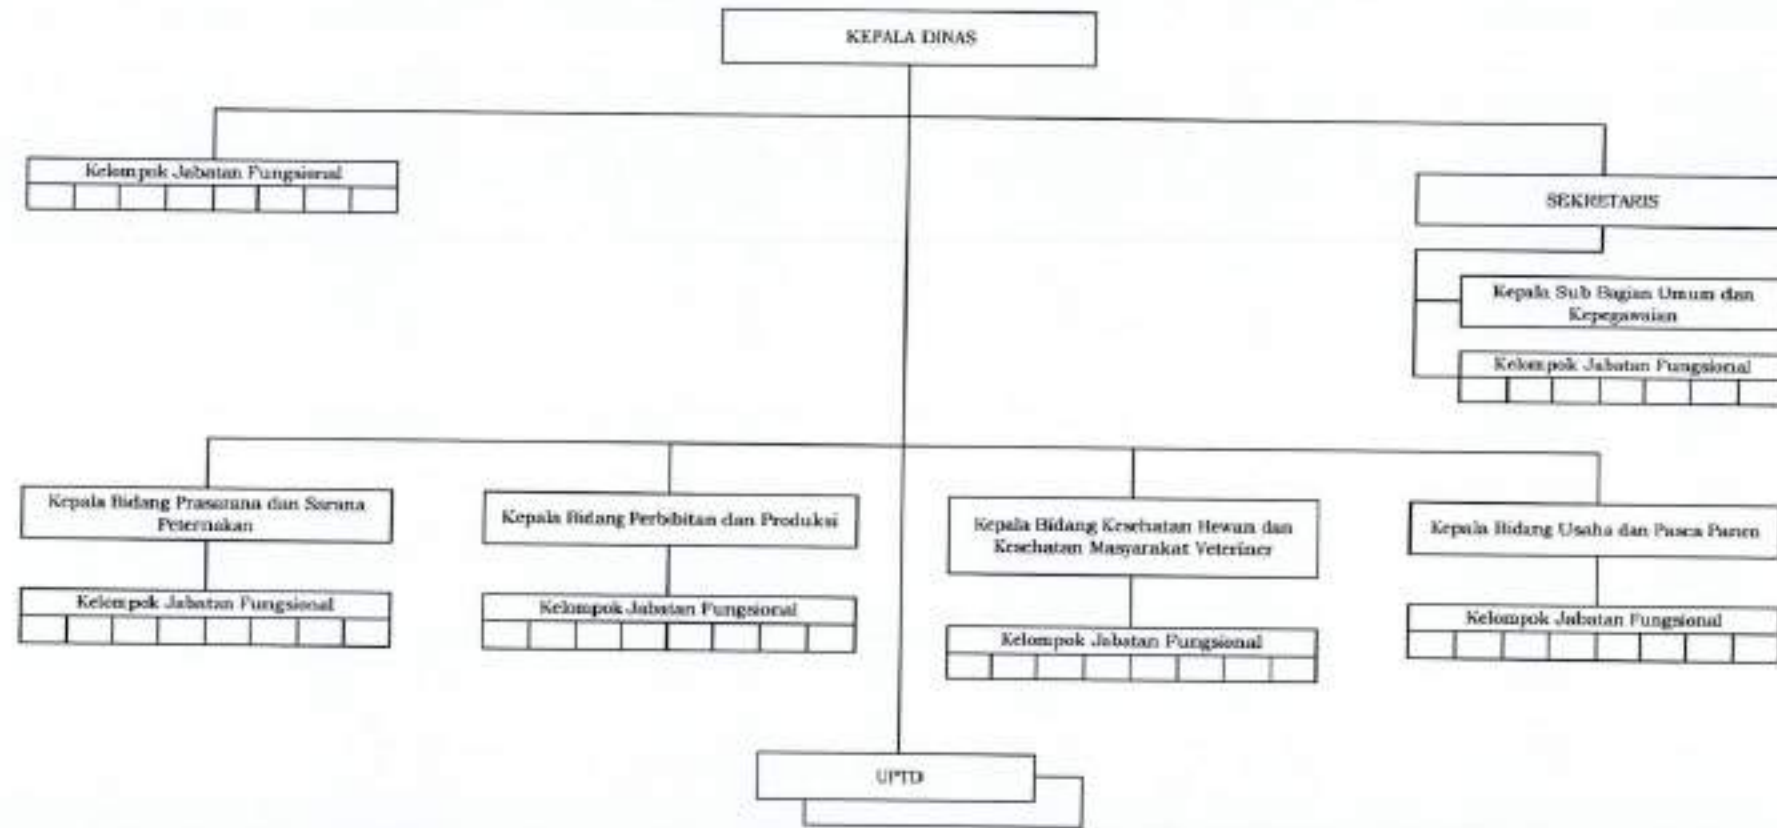 KEPALA DINAS
Kelompok Jabatan Fungsional
SEKRETARIS
Kepala Sub Bagian Umum dan
Kepegawaian
Kelompok Jabatan Fungsional
Kepala Bidang Prasarana dan Sarana
Peternakan
Kepala Bidang Perbibitan dan Produksi
Kepala Bidang Kesehatan Hewan dan
Kesehatan Masyarakat Veteriner
Kepala Bidang Usaha dan Pasca Panen
Kelompok Jabatan Fungsional
Kelompok Jabatan Fungsional
Kelompok Jabatan Fungsional
Kelompok Jabatan Fungsional
UPTD